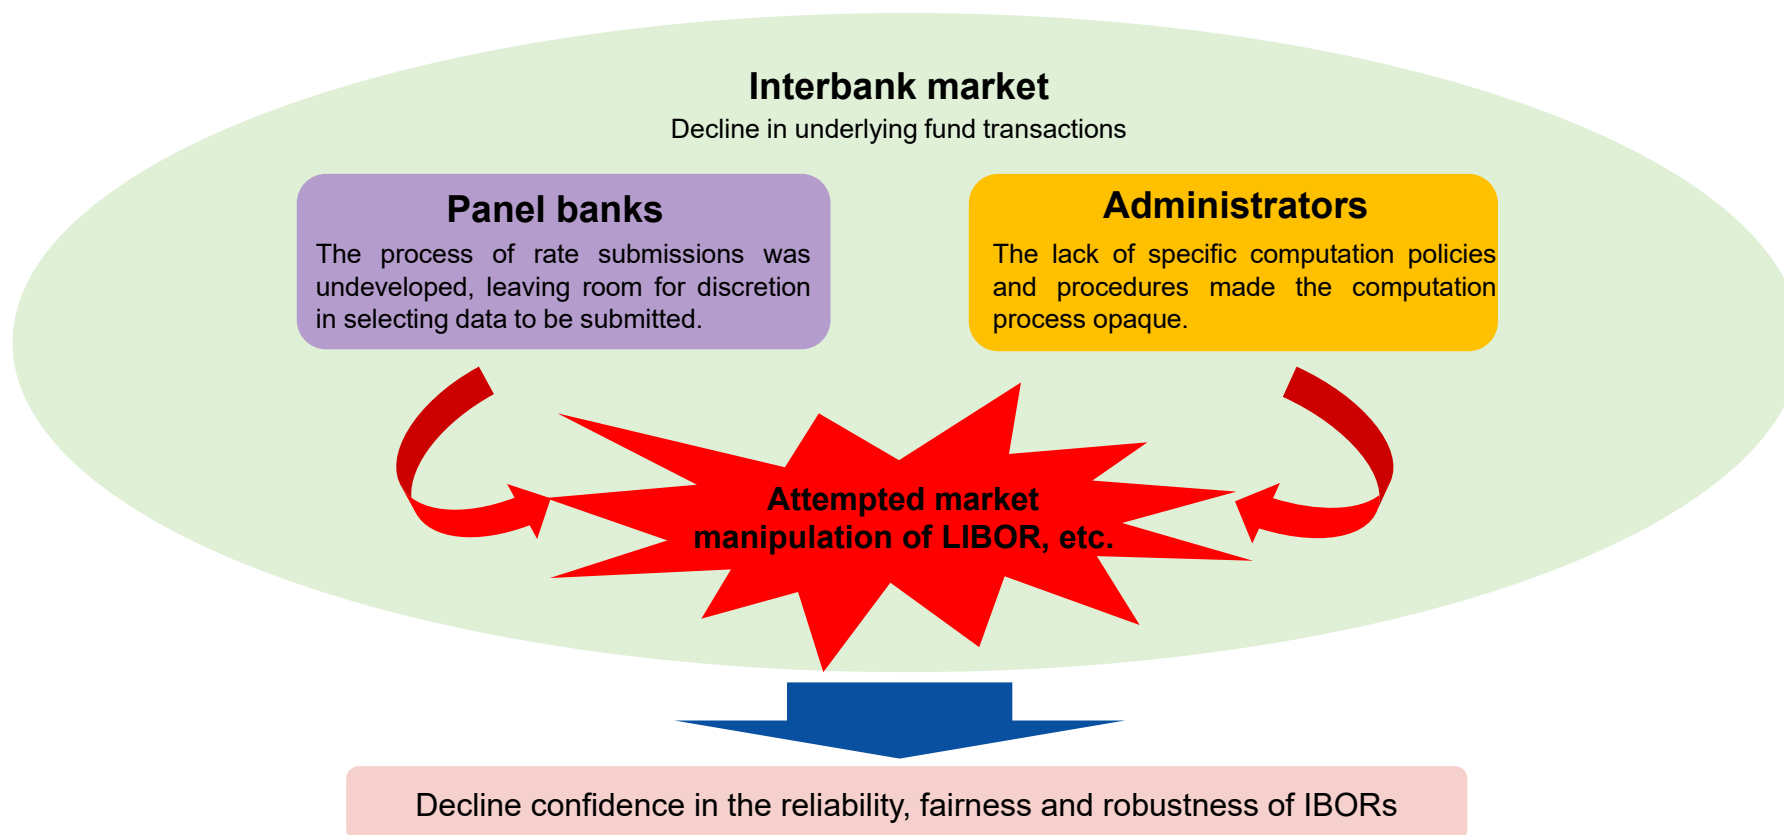 Interbank market
Decline in underlying fund transactions
Panel banks
The process of rate submissions was
undeveloped, leaving room for discretion
in selecting data to be submitted.
Administrators
The lack of specific computation policies
and procedures made the computation
process opaque.
Attempted market
manipulation of LIBOR, etc.
Decline confidence in the reliability, fairness and robustness of IBORs